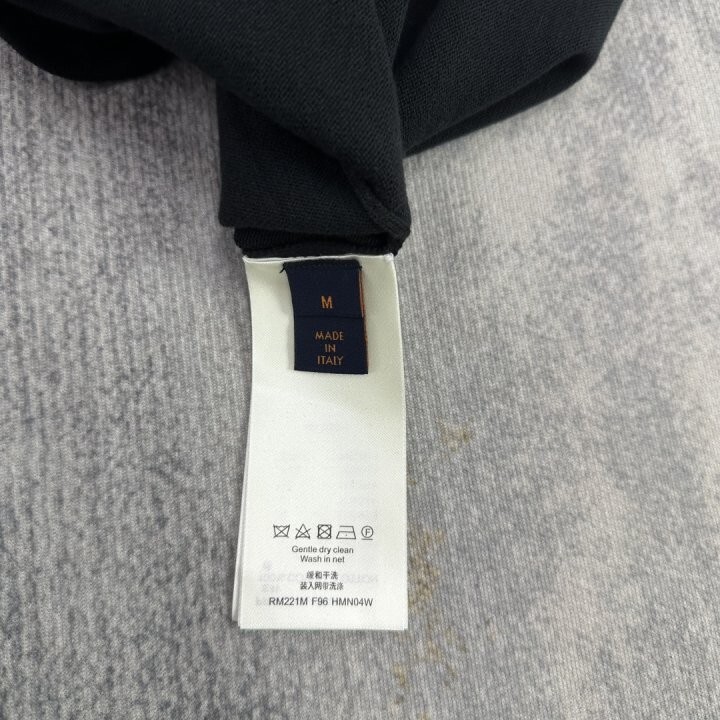 M
MADE
IN
ITALY
Gentle dry clean
Wash in net
缓和干洗
装入网带洗涤
RM221M F96 HMN04W